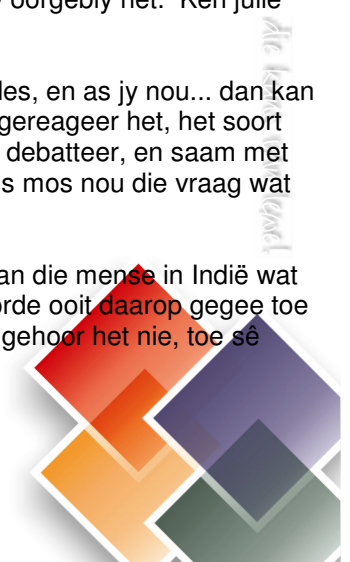 oorgebly het. Ken julle
les, en as jy nou... dan kan
gereageer het, het soort
debatteer, en saam met
s mos nou die vraag wat
an die mense in Indië wat
orde ooit daarop gegee toe
gehoor het nie, toe sê